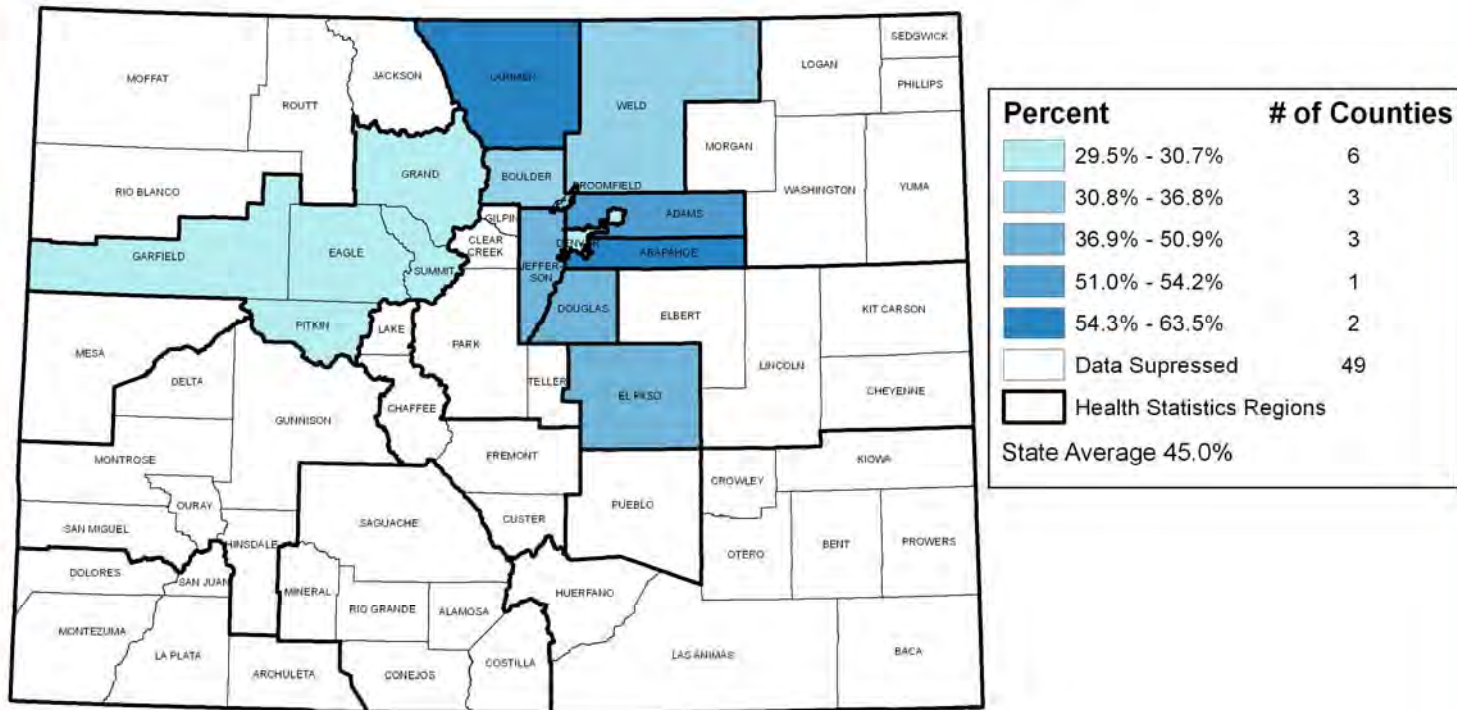 SEDGWICK
LOGAN
LARIMER
JACKSON
MOFFAT
PHILLIPS
ROUTT
WELD
MORGAN
GRAND
BOULDER
RIO BLANCO
YUMA
WASHINGTON
BROOMFIELD
ADAMS
GILPIN
DENVER
CLEAR
CREEK
EAGLE
GARFIELD
ARAPAHOE
SUMMIT
JEFFER-
SON
DOUGLAS
ELBERT
KIT CARSON
PITKIN
LAKE
PARK
MESA
LINCOLN
DELTA
TELLER
CHEYENNE
EL PASO
CHAFFEE
GUNNISON
FREMONT
MONTROSE
KIOWA
CROWLEY
OURAY
PUEBLO
SAGUACHE
CUSTER
SAN MIGUEL
PROWERS
BENT
HINSDALE
OTERO
DOLORES
SAN JUAN
MINERAL
HUERFANO
RIO GRANDE
ALAMOSA
MONTEZUMA
LA PLATA
LAS ANIMAS
BACA
COSTILLA
ARCHULETA
CONEJOS
Percent # of Counties
29.5% - 30.7% 6
30.8% - 36.8% 3
36.9% - 50.9% 3
51.0% - 54.2% 1
54.3% - 63.5% 2
Data Supressed 49
Health Statistics Regions
State Average 45.0%